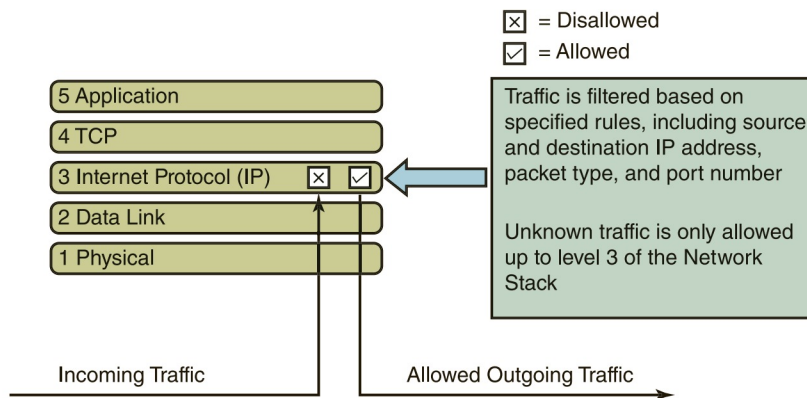 = Disallowed
= Allowed
5 Application
4 TCP
3 Internet Protocol (IP)
2 Data Link
1 Physical
Traffic is filtered based on
specified rules, including source
and destination IP address,
packet type, and port number
Unknown traffic is only allowed
up to level 3 of the Network
Stack
Incoming Traffic
Allowed Outgoing Traffic